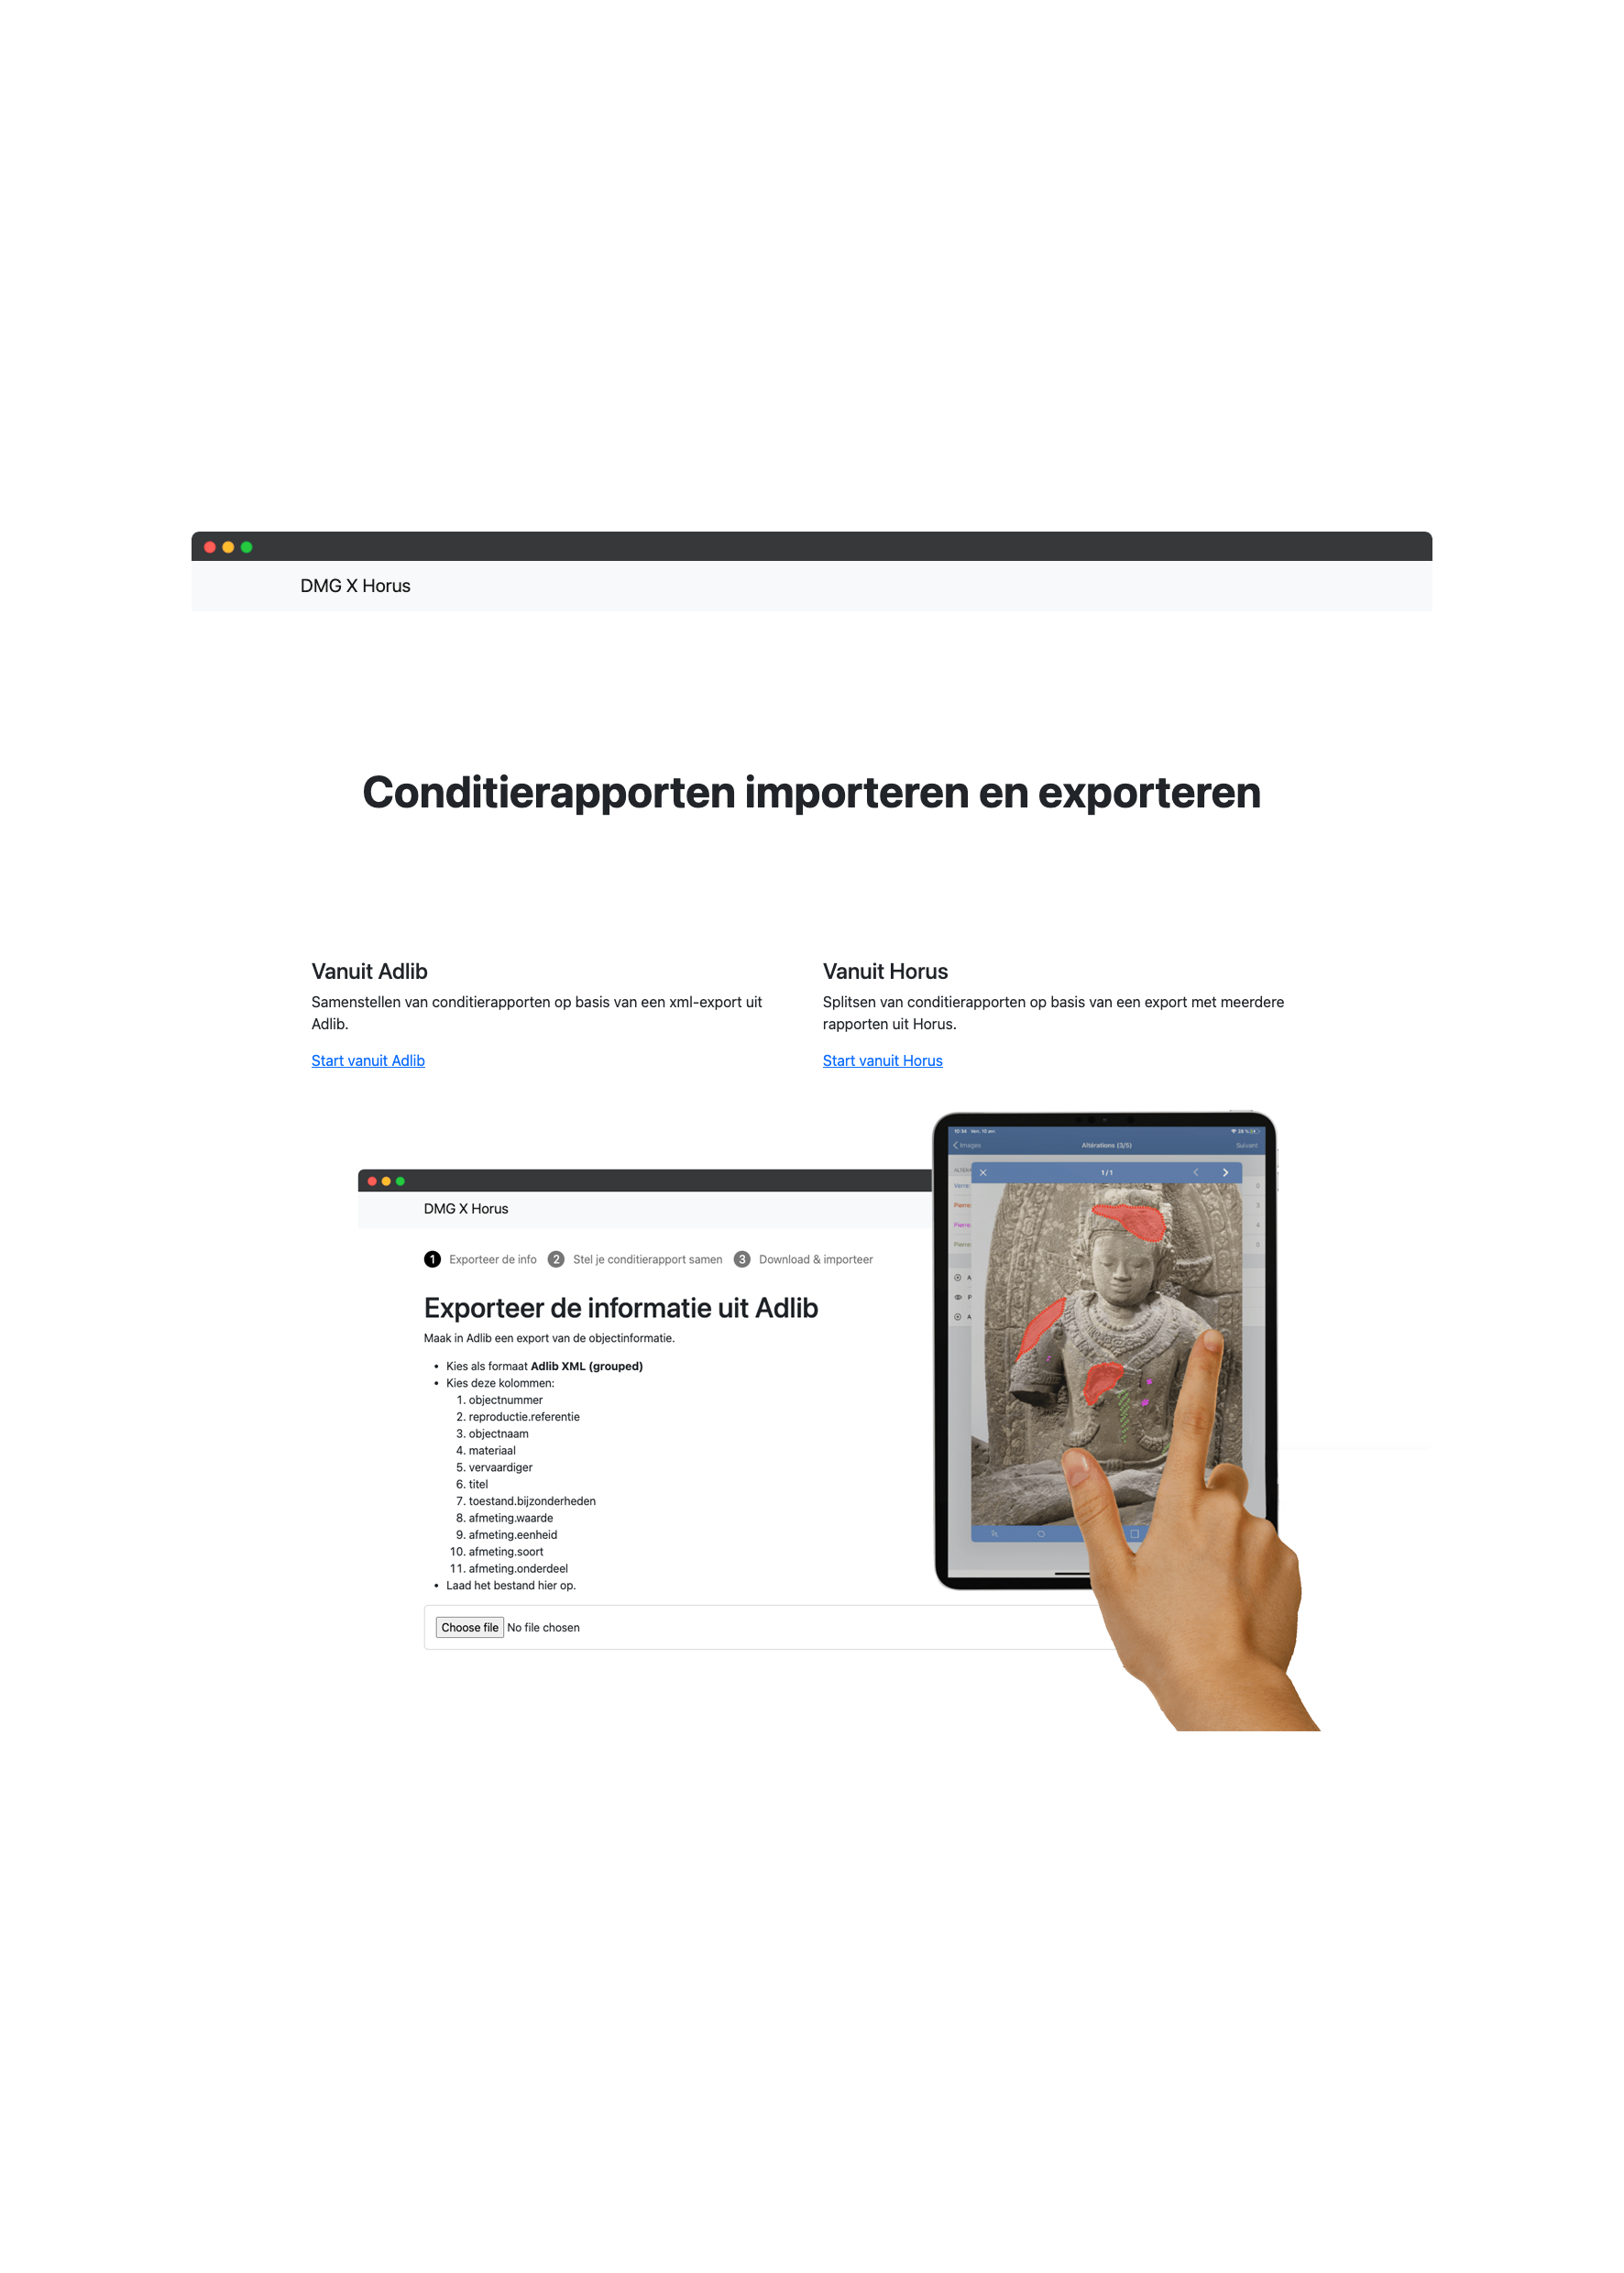 DMG X Horus
Conditierapporten importeren en exporteren
Vanuit Adlib
Samenstellen van conditierapporten op basis van een xml-export uit
Adlib.
Start vanuit Adlib
Vanuit Horus
Splitsen van conditierapporten op basis van een export met meerdere
rapporten uit Horus.
Start vanuit Horus
DMG X Horus
1 Exporteer de info 2 Stel je conditierapport samen 3 Download & importeer
Exporteer de informatie uit Adlib
Maak in Adlib een export van de objectinformatie.
• Kies als formaat Adlib XML (grouped)
• Kies deze kolommen:
1. objectnummer
2. reproductie.referentie
3. objectnaam
4. materiaal
5. vervaardiger
6. titel
7. toestand.bijzonderheden
8. afmeting.waarde
9. afmeting.eenheid
10. afmeting.soort
11. afmeting.onderdeel
• Laad het bestand hier op.
Choose file No file chosen
Images Altérations (3/5) Suivant
1 / 1
Verre
Pierre 3
Pierre 4
Pierre